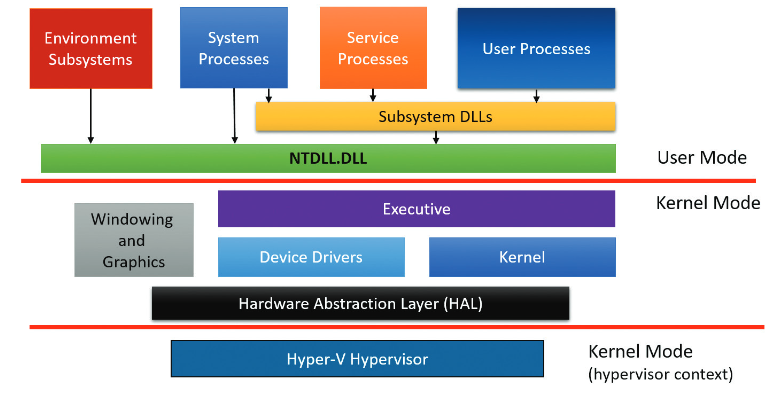 Environment
Subsystems
System
Processes
Service
Processes
User Processes
Subsystem DLLs
NTDLL.DLL
User Mode
Kernel Mode
Executive
Windowing
and
Graphics
Device Drivers
Kernel
Hardware Abstraction Layer (HAL)
Hyper-V Hypervisor
Kernel Mode
(hypervisor context)